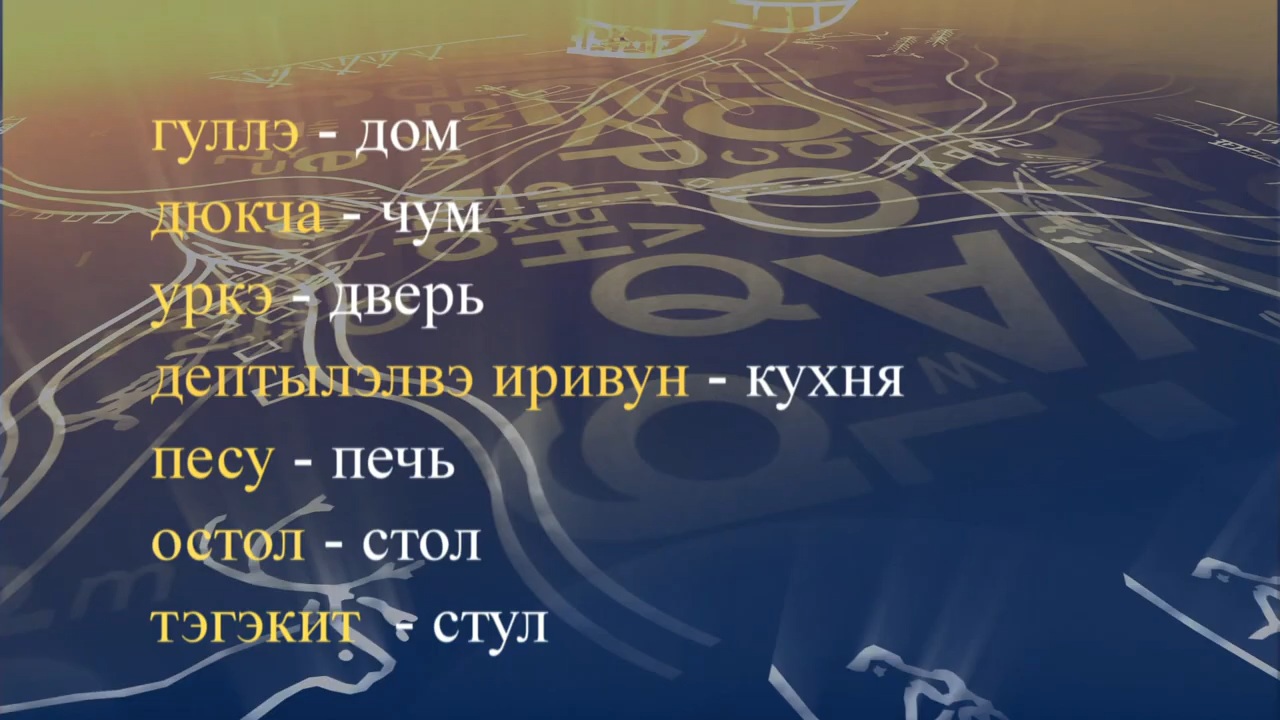 гуллэ - дом
дюкча - чум
уркэ - дверь
дептылэлвэ иривун - кухня
песу - печь
остол - стол
тэгэкит - стул